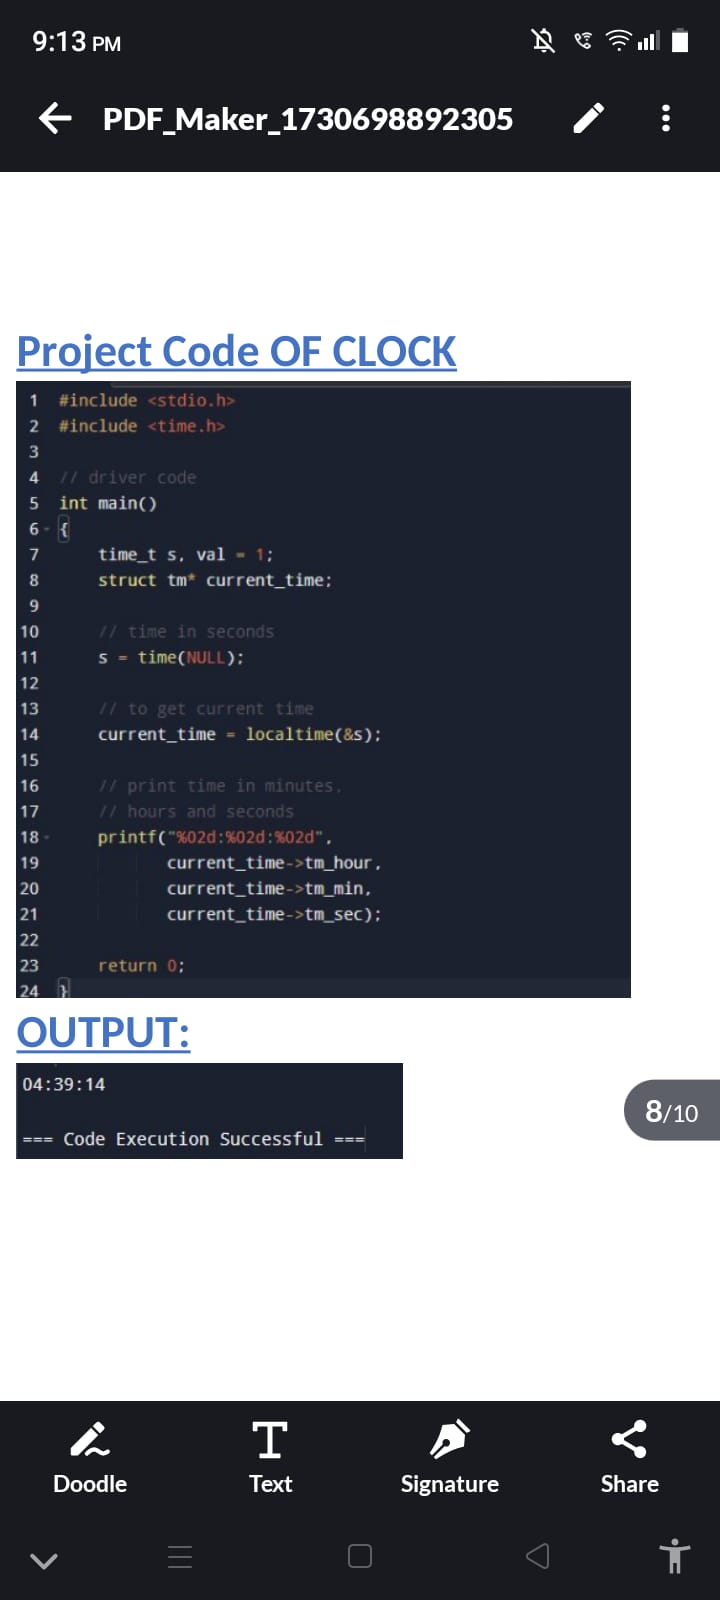 9:13 PM
PDF_Maker_1730698892305
Project Code OF CLOCK
1 #include <stdio.h>
2 #include <time.h>
3
4 // driver code
5 int main()
6 {
7 time_t s, val = 1;
8 struct tm* current_time;
9
10 // time in seconds
11 s = time(NULL);
12
13 // to get current time
14 current_time = localtime(&s);
15
16 // print time in minutes,
17 // hours and seconds
18 printf("%02d:%02d:%02d",
19 current_time->tm_hour,
20 current_time->tm_min,
21 current_time->tm_sec);
22
23 return 0;
24 }
OUTPUT:
04:39:14
=== Code Execution Successful ===
8/10
Doodle Text Signature Share